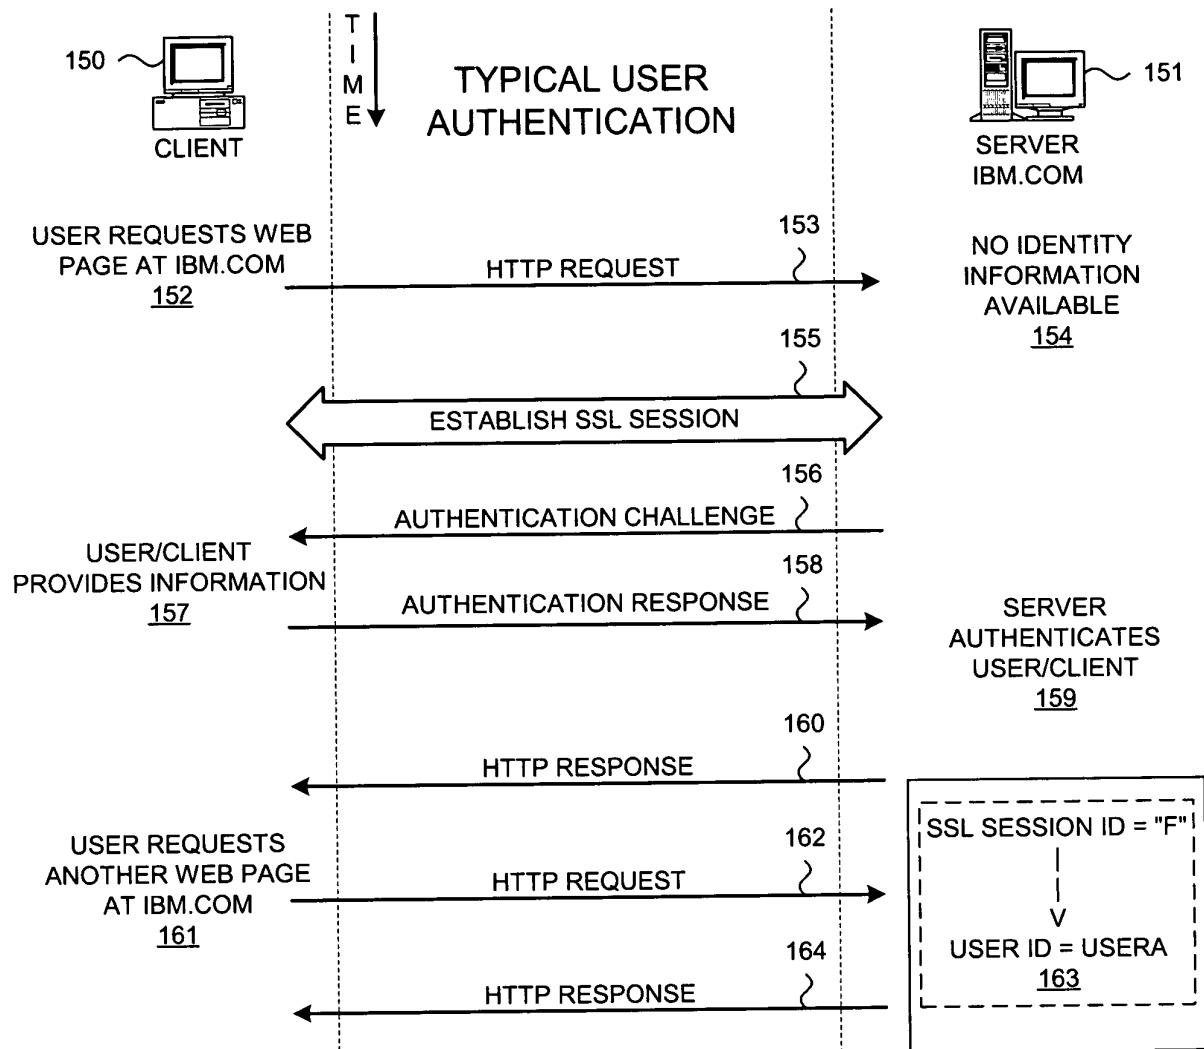 TIME
150
CLIENT
TYPICAL USER
AUTHENTICATION
151
SERVER
IBM.COM
USER REQUESTS WEB
PAGE AT IBM.COM
152
153
HTTP REQUEST
NO IDENTITY
INFORMATION
AVAILABLE
154
155
ESTABLISH SSL SESSION
156
AUTHENTICATION CHALLENGE
USER/CLIENT
PROVIDES INFORMATION
157
158
AUTHENTICATION RESPONSE
SERVER
AUTHENTICATES
USER/CLIENT
159
160
HTTP RESPONSE
USER REQUESTS
ANOTHER WEB PAGE
AT IBM.COM
161
162
HTTP REQUEST
SSL SESSION ID = "F"
USER ID = USERA
163
164
HTTP RESPONSE